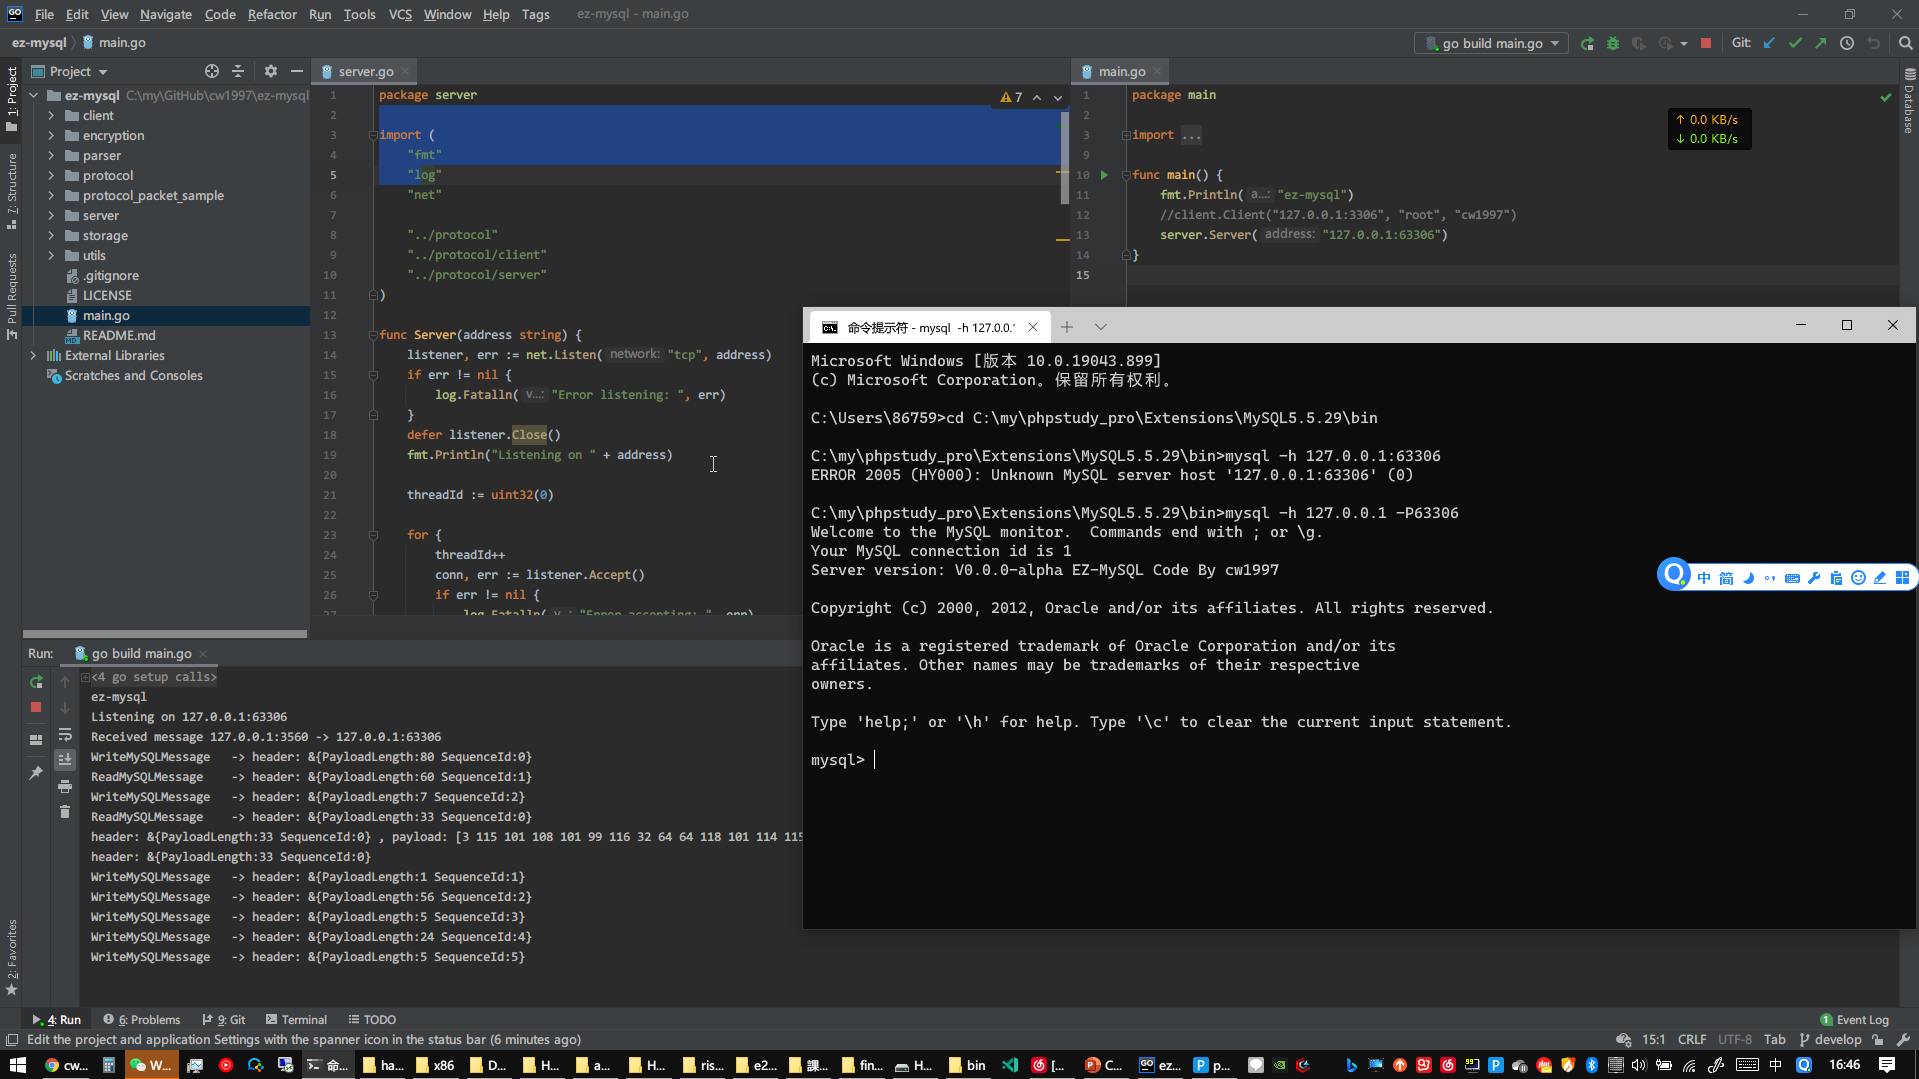 File Edit View Navigate Code Refactor Run Tools VCS Window Help Tags ez-mysql - main.go
ez-mysql main.go
go build main.go Git:
Project
server.go
main.go
ez-mysql C:\my\GitHub\cw1997\ez-mysql
client
encryption
parser
protocol
protocol_packet_sample
server
storage
utils
.gitignore
LICENSE
main.go
README.md
External Libraries
Scratches and Consoles
1: Project
7: Structure
Pull Requests
2: Favorites
7
1 package server
2
3 import (
4 "fmt"
5 "log"
6 "net"
7
8 "../protocol"
9 "../protocol/client"
10 "../protocol/server"
11 )
12
13 func Server(address string) {
14 listener, err := net.Listen( network: "tcp", address)
15 if err != nil {
16 log.Fatalln( v...: "Error listening: ", err)
17 }
18 defer listener.Close()
19 fmt.Println("Listening on " + address)
20
21 threadId := uint32(0)
22
23 for {
24 threadId++
25 conn, err := listener.Accept()
26 if err != nil {
27 log.Fatalln( v...: "Error accepting: ", err)
1 package main
2
3 import ...
9
10 func main() {
11 fmt.Println( a...: "ez-mysql")
12 //client.Client("127.0.0.1:3306", "root", "cw1997")
13 server.Server( address: "127.0.0.1:63306")
14 }
15
↑ 0.0 KB/s
↓ 0.0 KB/s
Database
命令提示符 - mysql -h 127.0.0.1
Microsoft Windows [版本 10.0.19043.899]
(c) Microsoft Corporation。保留所有权利。
C:\Users\86759>cd C:\my\phpstudy_pro\Extensions\MySQL5.5.29\bin
C:\my\phpstudy_pro\Extensions\MySQL5.5.29\bin>mysql -h 127.0.0.1:63306
ERROR 2005 (HY000): Unknown MySQL server host '127.0.0.1:63306' (0)
C:\my\phpstudy_pro\Extensions\MySQL5.5.29\bin>mysql -h 127.0.0.1 -P63306
Welcome to the MySQL monitor.  Commands end with ; or \g.
Your MySQL connection id is 1
Server version: V0.0.0-alpha EZ-MySQL Code By cw1997
Copyright (c) 2000, 2012, Oracle and/or its affiliates. All rights reserved.
Oracle is a registered trademark of Oracle Corporation and/or its
affiliates. Other names may be trademarks of their respective
owners.
Type 'help;' or '\h' for help. Type '\c' to clear the current input statement.
mysql>
中 简
Run: go build main.go
<4 go setup calls>
ez-mysql
Listening on 127.0.0.1:63306
Received message 127.0.0.1:3560 -> 127.0.0.1:63306
WriteMySQLMessage -> header: &{PayloadLength:80 SequenceId:0}
ReadMySQLMessage -> header: &{PayloadLength:60 SequenceId:1}
WriteMySQLMessage -> header: &{PayloadLength:7 SequenceId:2}
ReadMySQLMessage -> header: &{PayloadLength:33 SequenceId:0}
header: &{PayloadLength:33 SequenceId:0} , payload: [3 115 101 108 101 99 116 32 64 64 118 101 114 115
header: &{PayloadLength:33 SequenceId:0}
WriteMySQLMessage -> header: &{PayloadLength:1 SequenceId:1}
WriteMySQLMessage -> header: &{PayloadLength:56 SequenceId:2}
WriteMySQLMessage -> header: &{PayloadLength:5 SequenceId:3}
WriteMySQLMessage -> header: &{PayloadLength:24 SequenceId:4}
WriteMySQLMessage -> header: &{PayloadLength:5 SequenceId:5}
4: Run 6: Problems 9: Git Terminal TODO 1 Event Log
Edit the project and application Settings with the spanner icon in the status bar (6 minutes ago) 15:1 CRLF UTF-8 Tab develop
cw... W... 命... ha... x86 D... H... a... H... ris... e2... 課... fin... H... bin [... C... ez... p... 中 16:46